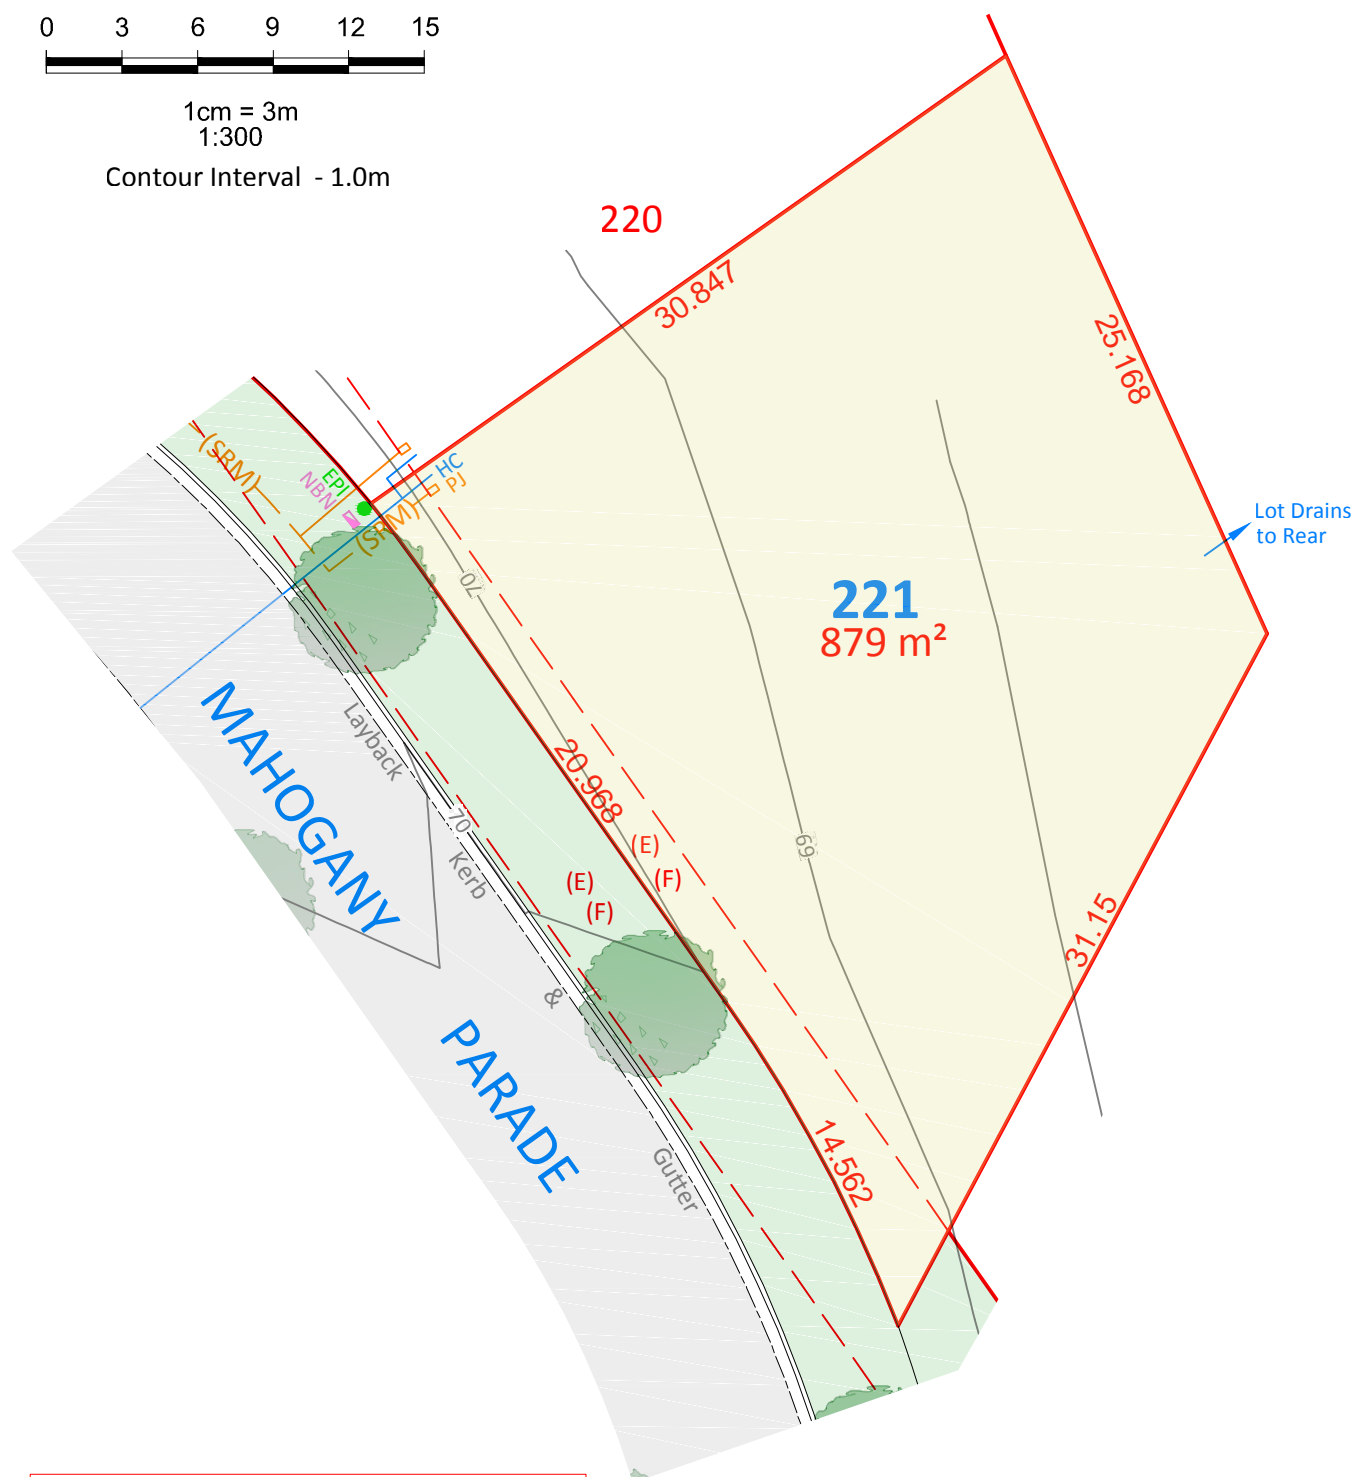 0 3 6 9 12 15
1cm = 3m
1:300
Contour Interval - 1.0m
220
30.847
25.168
(SRM)
EPI
NBN
HC
PJ
(SRM)
70
Lot Drains
to Rear
221
879 m²
MAHOGANY
PARADE
Layback
70
Kerb
&
Gutter
20.968
(E)
(F)
(E)
(F)
69
31.15
14.562